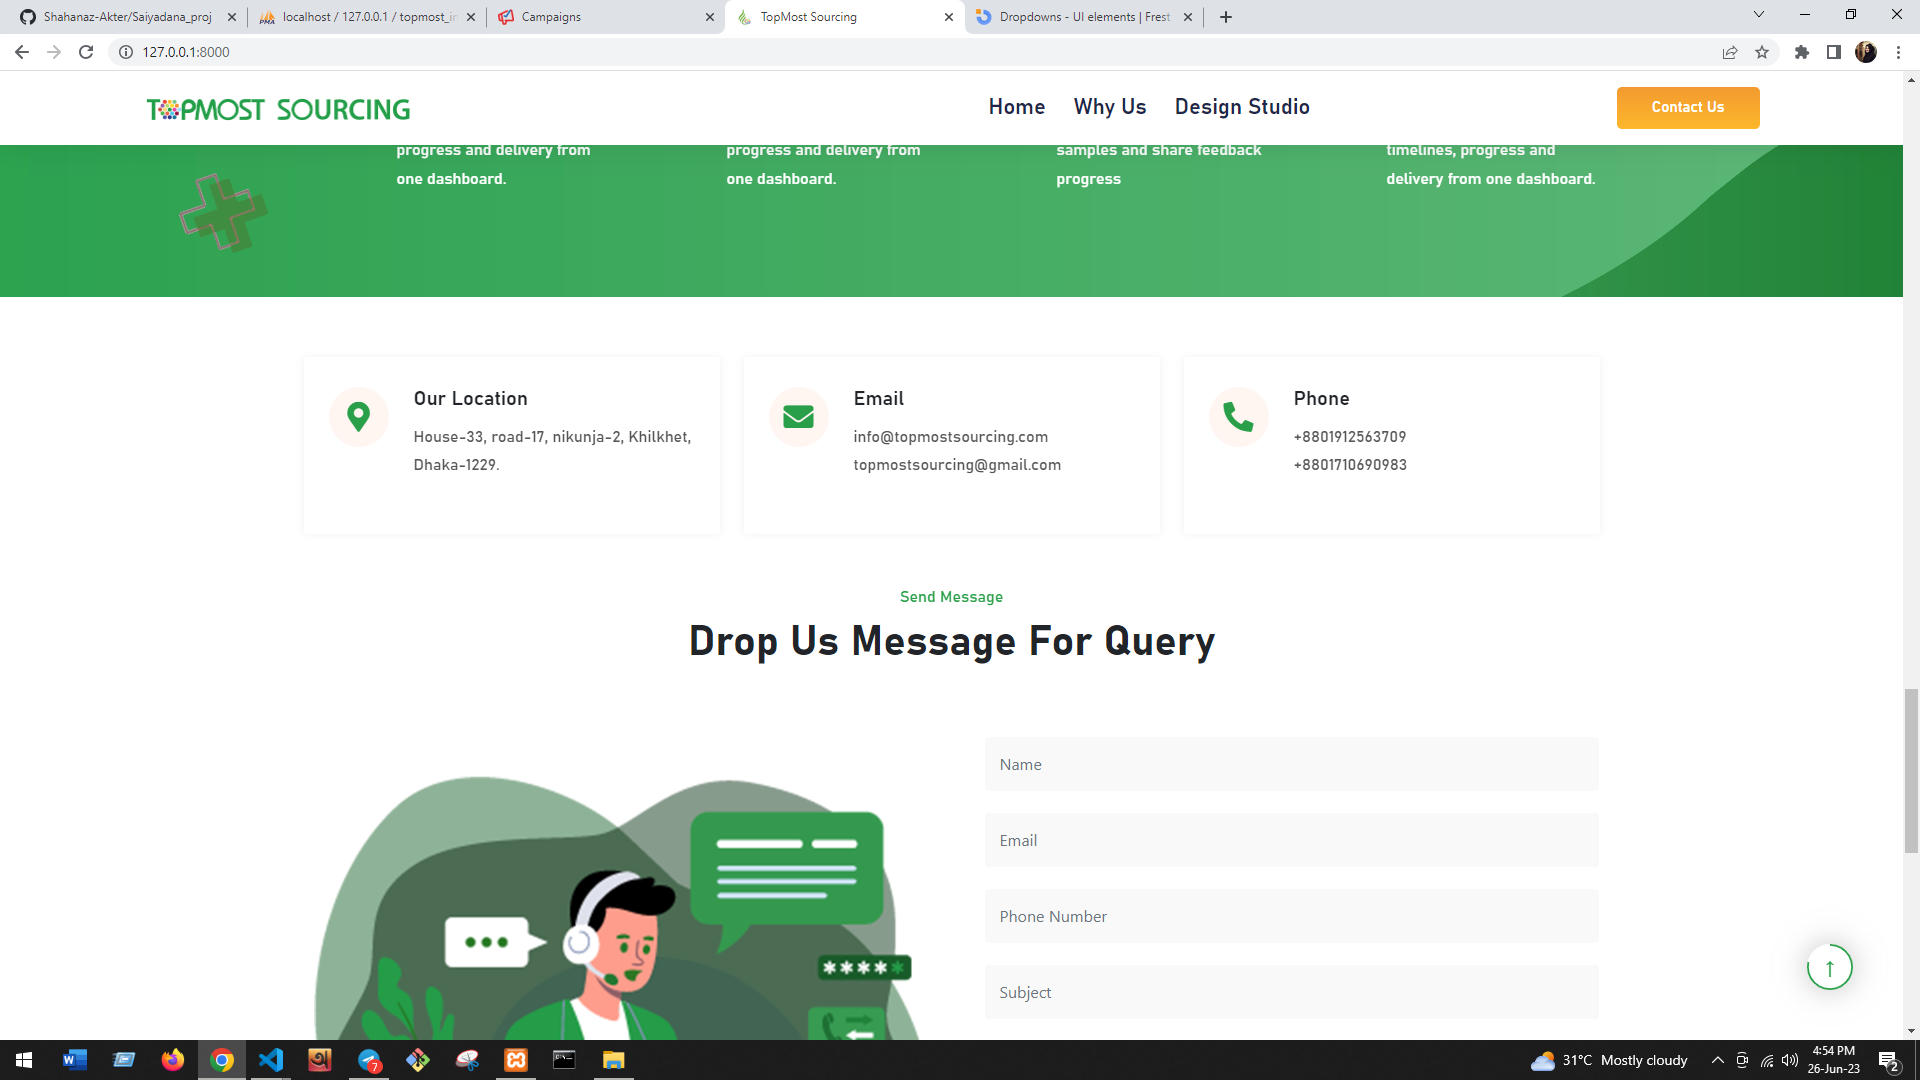 Shahanaz-Akter/Saiyadana_proj
localhost / 127.0.0.1 / topmost_in
Campaigns
TopMost Sourcing
Dropdowns - UI elements | Frest
127.0.0.1:8000
TOPMOST SOURCING
Home
Why Us
Design Studio
Contact Us
progress and delivery from
one dashboard.
progress and delivery from
one dashboard.
samples and share feedback
progress
timelines, progress and
delivery from one dashboard.
Our Location
House-33, road-17, nikunja-2, Khilkhet,
Dhaka-1229.
Email
info@topmostsourcing.com
topmostsourcing@gmail.com
Phone
+8801912563709
+8801710690983
Send Message
Drop Us Message For Query
Name
Email
Phone Number
Subject
*****
31°C Mostly cloudy
4:54 PM
26-Jun-23
7
2